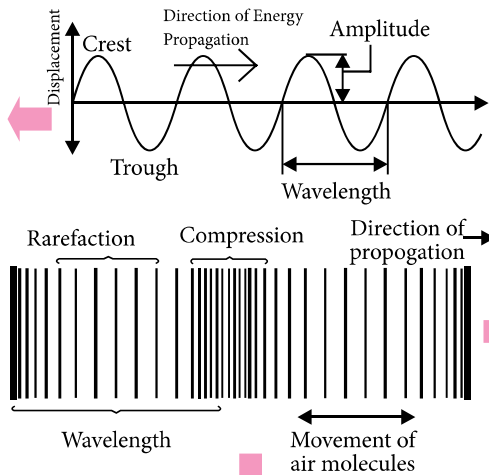 Displacement
Crest
Direction of Energy
Propagation
Amplitude
Trough
Wavelength
Rarefaction
Compression
Direction of
propogation
Wavelength
Movement of
air molecules